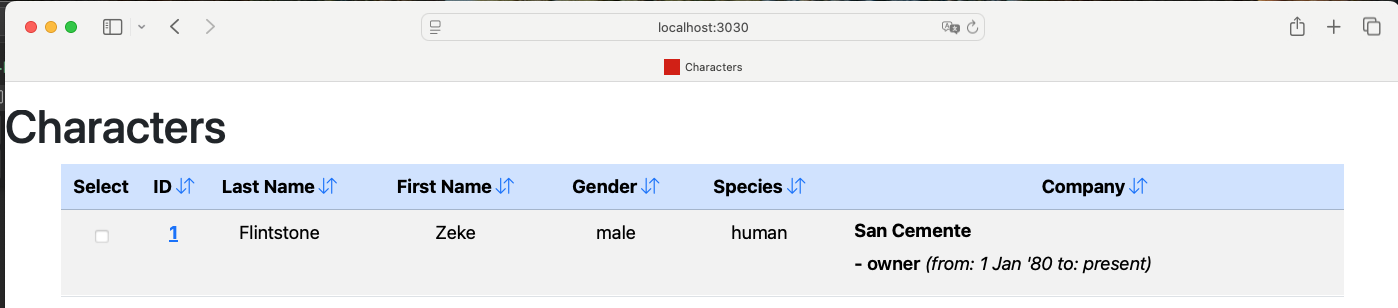 localhost:3030
Characters
Characters
Select ID Last Name First Name Gender Species Company
1 Flintstone Zeke male human San Cemente
- owner (from: 1 Jan '80 to: present)